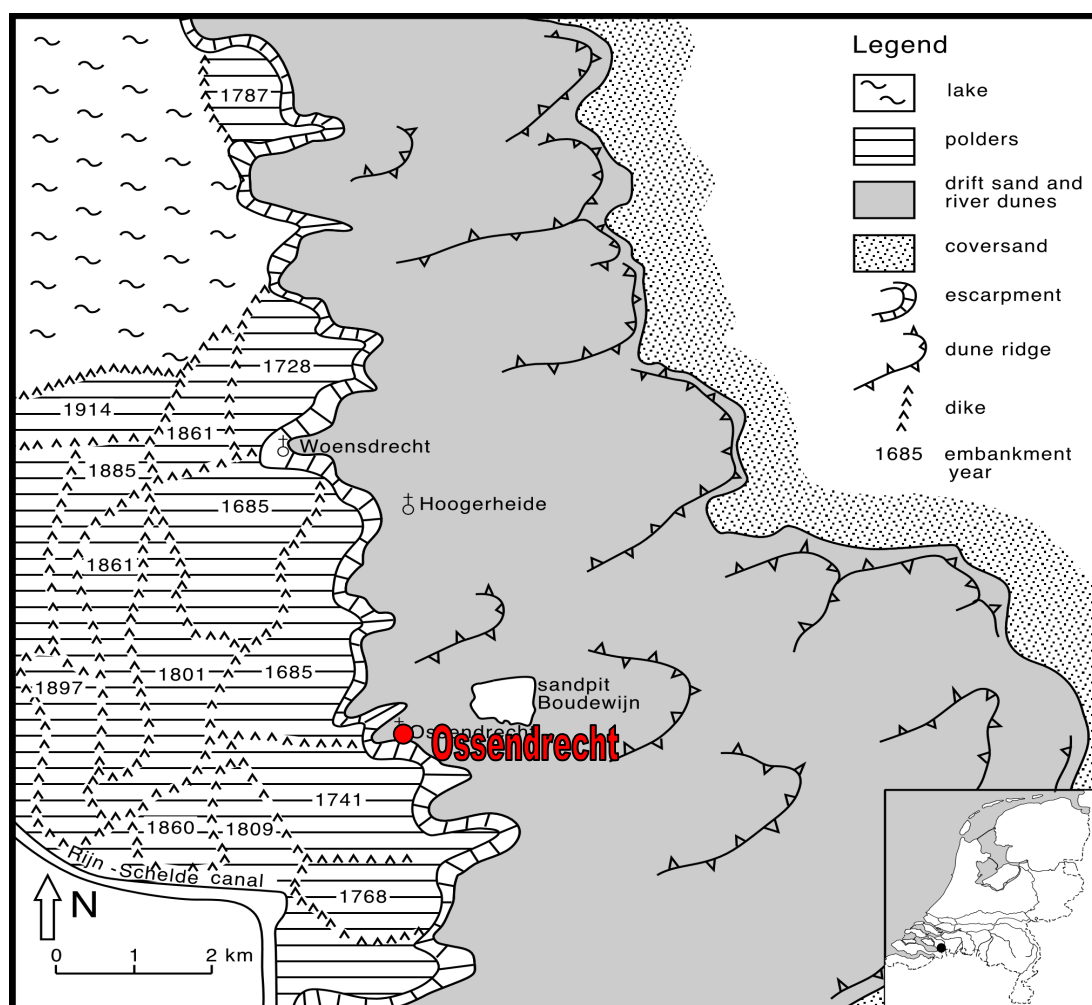 Legend
lake
polders
drift sand and
river dunes
coversand
escarpment
dune ridge
dike
1685 embankment
year
1787
1728
1914
1861
Woensdrecht
1885
1685
Hoogerheide
1861
1801
1685
1897
sandpit
Boudewijn
Ossendrecht
Ossendrecht
1741
1860
1809
Rijn-Schelde canal
1768
N
0 1 2 km